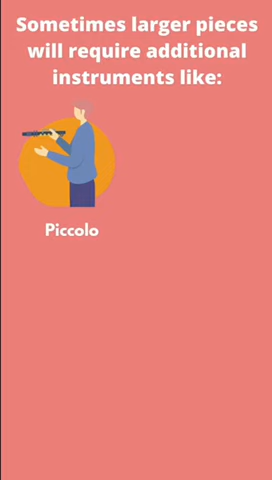 Sometimes larger pieces
will require additional
instruments like:
Piccolo